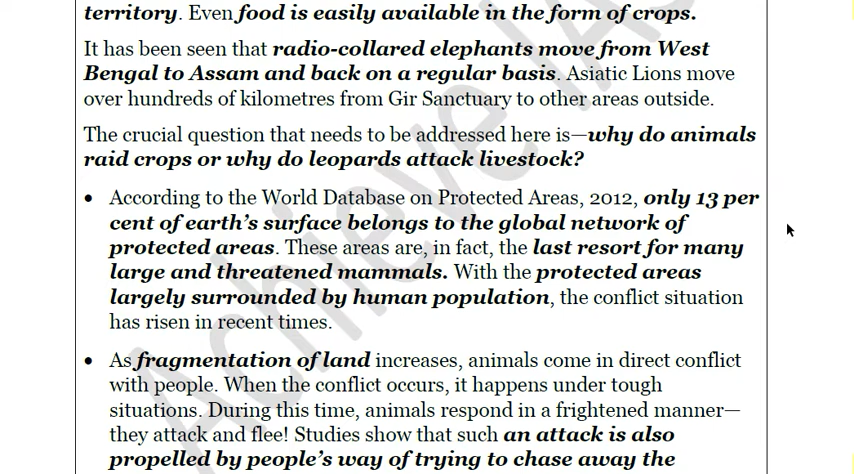 territory. Even food is easily available in the form of crops.
It has been seen that radio-collared elephants move from West
Bengal to Assam and back on a regular basis. Asiatic Lions move
over hundreds of kilometres from Gir Sanctuary to other areas outside.
The crucial question that needs to be addressed here is—why do animals
raid crops or why do leopards attack livestock?
• According to the World Database on Protected Areas, 2012, only 13 per
cent of earth's surface belongs to the global network of
protected areas. These areas are, in fact, the last resort for many
large and threatened mammals. With the protected areas
largely surrounded by human population, the conflict situation
has risen in recent times.
• As fragmentation of land increases, animals come in direct conflict
with people. When the conflict occurs, it happens under tough
situations. During this time, animals respond in a frightened manner—
they attack and flee! Studies show that such an attack is also
propelled by people's way of trying to chase away the
Achieve IAS